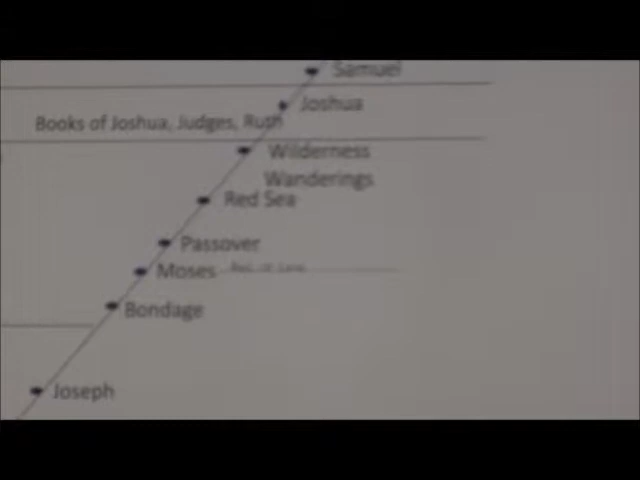 Samuel
Joshua
Books of Joshua, Judges, Ruth
Wilderness
Wanderings
Red Sea
Passover
Moses
Bondage
Joseph